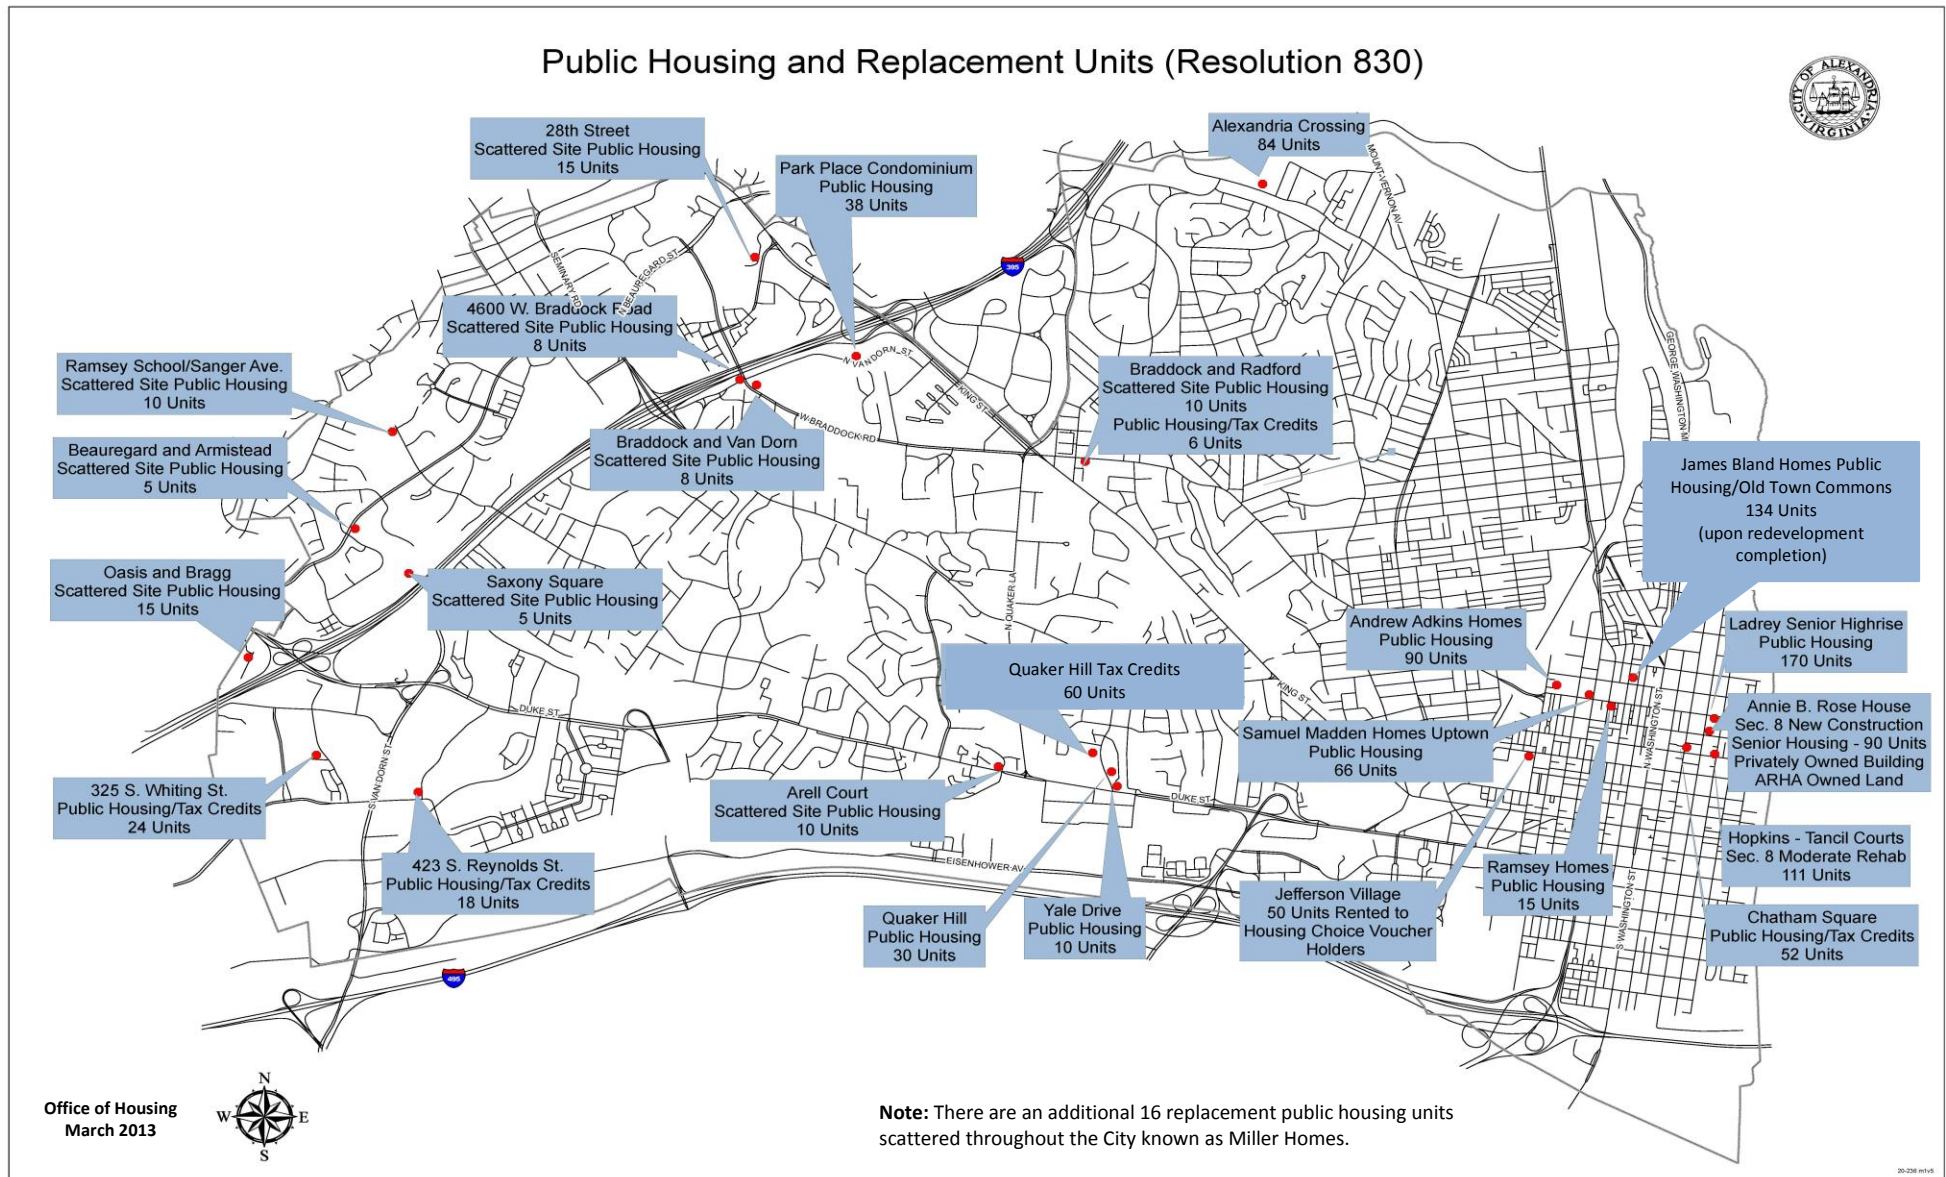 Public Housing and Replacement Units (Resolution 830)
CITY OF ALEXANDRIA
VIRGINIA
28th Street
Scattered Site Public Housing
15 Units
Park Place Condominium
Public Housing
38 Units
Alexandria Crossing
84 Units
MOUNT VERNON AV
SEMINARY RD
N BEAUREGARD ST
395
4600 W. Braddock Road
Scattered Site Public Housing
8 Units
N VAN DORN ST
KING ST
W BRADDOCK RD
GEORGE WASHINGTON
Ramsey School/Sanger Ave.
Scattered Site Public Housing
10 Units
Braddock and Radford
Scattered Site Public Housing
10 Units
Public Housing/Tax Credits
6 Units
Beauregard and Armistead
Scattered Site Public Housing
5 Units
Braddock and Van Dorn
Scattered Site Public Housing
8 Units
James Bland Homes Public
Housing/Old Town Commons
134 Units
(upon redevelopment
completion)
Oasis and Bragg
Scattered Site Public Housing
15 Units
Saxony Square
Scattered Site Public Housing
5 Units
N QUAKER LA
Andrew Adkins Homes
Public Housing
90 Units
Ladrey Senior Highrise
Public Housing
170 Units
Quaker Hill Tax Credits
60 Units
KING ST
DUKE ST
N WASHINGTON ST
Samuel Madden Homes Uptown
Public Housing
66 Units
Annie B. Rose House
Sec. 8 New Construction
Senior Housing - 90 Units
Privately Owned Building
ARHA Owned Land
S VAN DORN ST
325 S. Whiting St.
Public Housing/Tax Credits
24 Units
Arell Court
Scattered Site Public Housing
10 Units
DUKE ST
423 S. Reynolds St.
Public Housing/Tax Credits
18 Units
EISENHOWER AV
Hopkins - Tancil Courts
Sec. 8 Moderate Rehab
111 Units
Ramsey Homes
Public Housing
15 Units
S WASHINGTON ST
Jefferson Village
50 Units Rented to
Housing Choice Voucher
Holders
Quaker Hill
Public Housing
30 Units
Yale Drive
Public Housing
10 Units
Chatham Square
Public Housing/Tax Credits
52 Units
495
N
W
E
S
Office of Housing
March 2013
Note: There are an additional 16 replacement public housing units
scattered throughout the City known as Miller Homes.
20-236 m1v5